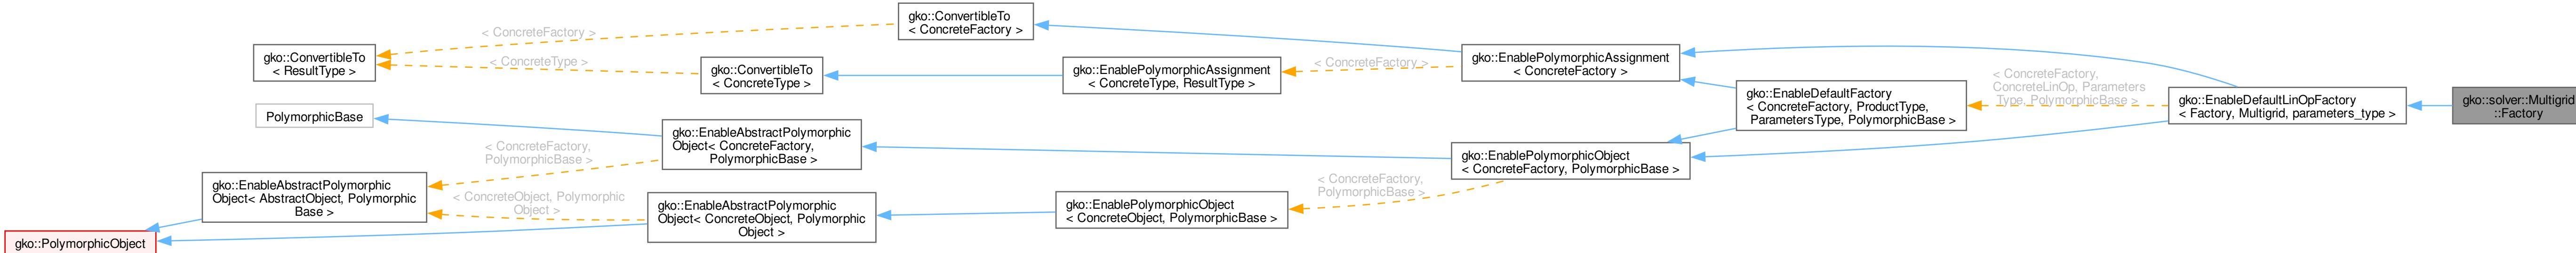 gko::ConvertibleTo
< ConcreteFactory >
< ConcreteFactory >
gko::ConvertibleTo
< ResultType >
< ConcreteType >
gko::ConvertibleTo
< ConcreteType >
gko::EnablePolymorphicAssignment
< ConcreteType, ResultType >
< ConcreteFactory >
gko::EnablePolymorphicAssignment
< ConcreteFactory >
gko::EnableDefaultFactory
< ConcreteFactory, ProductType,
ParametersType, PolymorphicBase >
< ConcreteFactory,
ConcreteLinOp, Parameters
Type, PolymorphicBase >
gko::EnableDefaultLinOpFactory
< Factory, Multigrid, parameters_type >
gko::solver::Multigrid
::Factory
PolymorphicBase
gko::EnableAbstractPolymorphic
Object< ConcreteFactory,
PolymorphicBase >
< ConcreteFactory,
PolymorphicBase >
gko::EnablePolymorphicObject
< ConcreteFactory, PolymorphicBase >
gko::EnableAbstractPolymorphic
Object< AbstractObject, Polymorphic
Base >
< ConcreteObject, Polymorphic
Object >
gko::EnableAbstractPolymorphic
Object< ConcreteObject, Polymorphic
Object >
gko::EnablePolymorphicObject
< ConcreteObject, PolymorphicBase >
< ConcreteFactory,
PolymorphicBase >
gko::PolymorphicObject